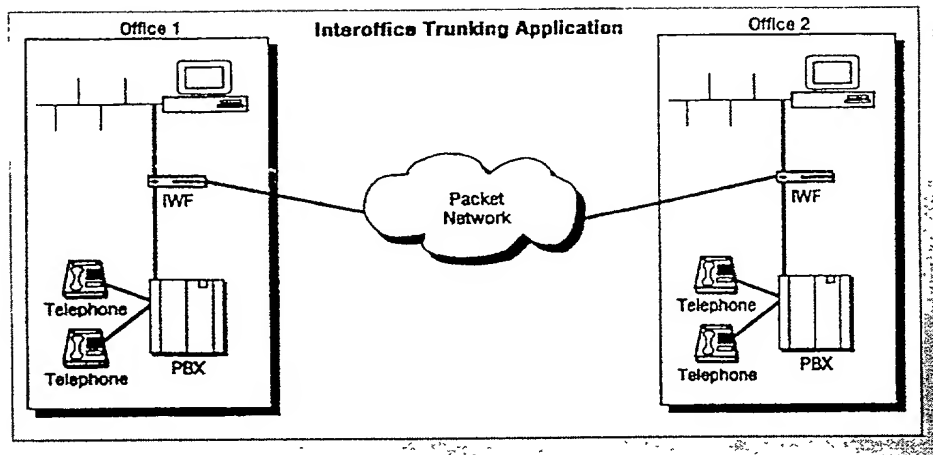 Office 1
Interoffice Trunking Application
Office 2
IWF
Packet
Network
IWF
Telephone
Telephone
PBX
Telephone
Telephone
PBX